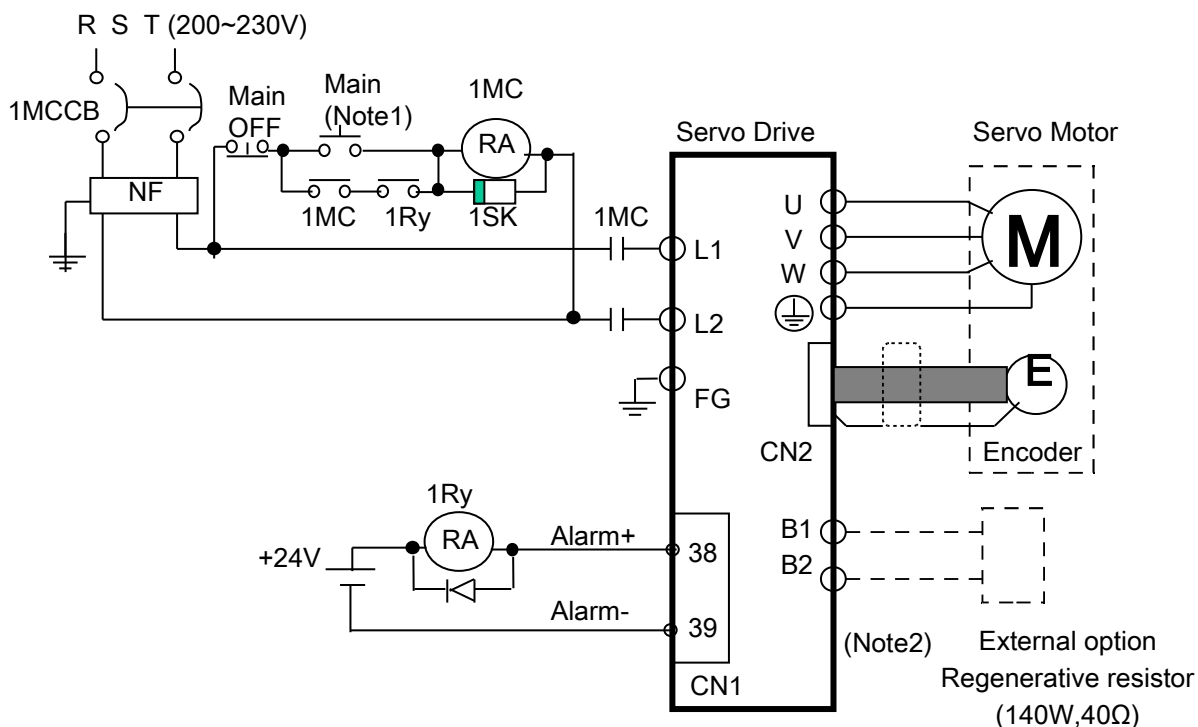 R S T (200~230V)
1MCCB
Main
OFF
Main
(Note1)
1MC
RA
1MC
1Ry
1SK
NF
1MC
Servo Drive
Servo Motor
L1
L2
FG
U
V
W
M
E
CN2
Encoder
1Ry
RA
+24V
Alarm+
38
Alarm-
39
CN1
B1
B2
(Note2)
External option
Regenerative resistor
(140W,40Ω)